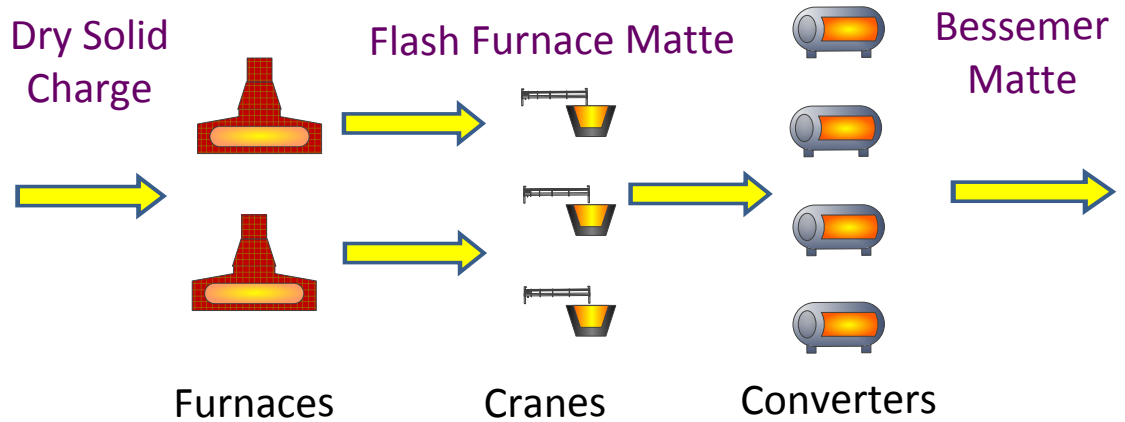 Dry Solid
Charge
Flash Furnace Matte
Bessemer
Matte
Furnaces
Cranes
Converters